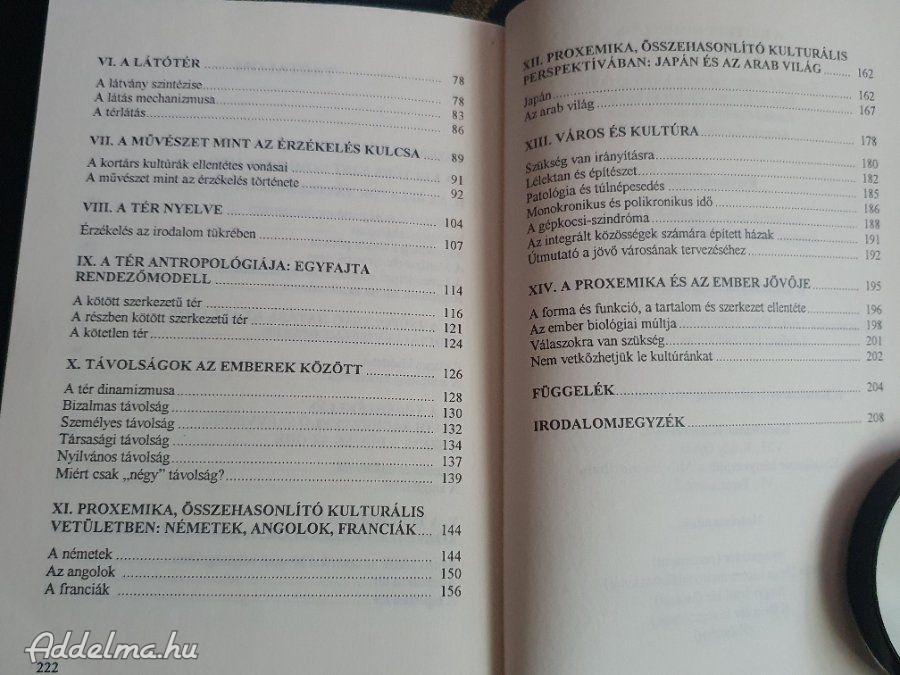 VI. A LÁTÓTÉR ........ 78
A látvány szintézise ........ 78
A látás mechanizmusa ........ 83
A térlátás ........ 86
VII. A MŰVÉSZET MINT AZ ÉRZÉKELÉS KULCSA ........ 89
A kortárs kultúrák ellentétes vonásai ........ 91
A művészet mint az érzékelés története ........ 92
VIII. A TÉR NYELVE ........ 104
Érzékelés az irodalom tükrében ........ 107
IX. A TÉR ANTROPOLÓGIÁJA: EGYFAJTA
RENDEZŐMODELL ........ 114
A kötött szerkezetű tér ........ 116
A részben kötött szerkezetű tér ........ 121
A kötetlen tér ........ 124
X. TÁVOLSÁGOK AZ EMBEREK KÖZÖTT ........ 126
A tér dinamizmusa ........ 128
Bizalmas távolság ........ 130
Személyes távolság ........ 132
Társasági távolság ........ 134
Nyilvános távolság ........ 137
Miért csak „négy” távolság? ........ 139
XI. PROXEMIKA, ÖSSZEHASONLÍTÓ KULTURÁLIS
VETÜLETBEN: NÉMETEK, ANGOLOK, FRANCIÁK .... 144
A németek ........ 144
Az angolok ........ 150
A franciák ........ 156
222
XII. PROXEMIKA, ÖSSZEHASONLÍTÓ KULTURÁLIS
PERSPEKTÍVÁBAN: JAPÁN ÉS AZ ARAB VILÁG ........ 162
Japán ........ 162
Az arab világ ........ 167
XIII. VÁROS ÉS KULTÚRA ........ 178
Szükség van irányításra ........ 180
Lélektan és építészet ........ 182
Patológia és túlnépesedés ........ 185
Monokronikus és polikronikus idő ........ 186
A gépkocsi-szindróma ........ 188
Az integrált közösségek számára épített házak ........ 191
Útmutató a jövő városának tervezéséhez ........ 192
XIV. A PROXEMIKA ÉS AZ EMBER JÖVŐJE ........ 195
A forma és funkció, a tartalom és szerkezet ellentéte ........ 196
Az ember biológiai múltja ........ 198
Válaszokra van szükség ........ 201
Nem vetkőzhetjük le kultúránkat ........ 202
FÜGGELÉK ........ 204
IRODALOMJEGYZÉK ........ 208
Addelma.hu